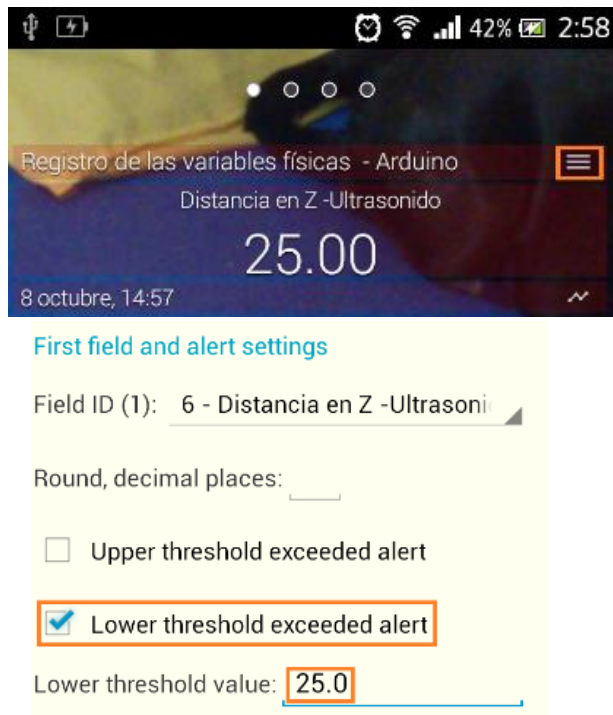 42% 2:58
Registro de las variables físicas - Arduino
Distancia en Z -Ultrasonido
25.00
8 octubre, 14:57
First field and alert settings
Field ID (1): 6 - Distancia en Z -Ultrasoni
Round, decimal places:
Upper threshold exceeded alert
Lower threshold exceeded alert
Lower threshold value: 25.0